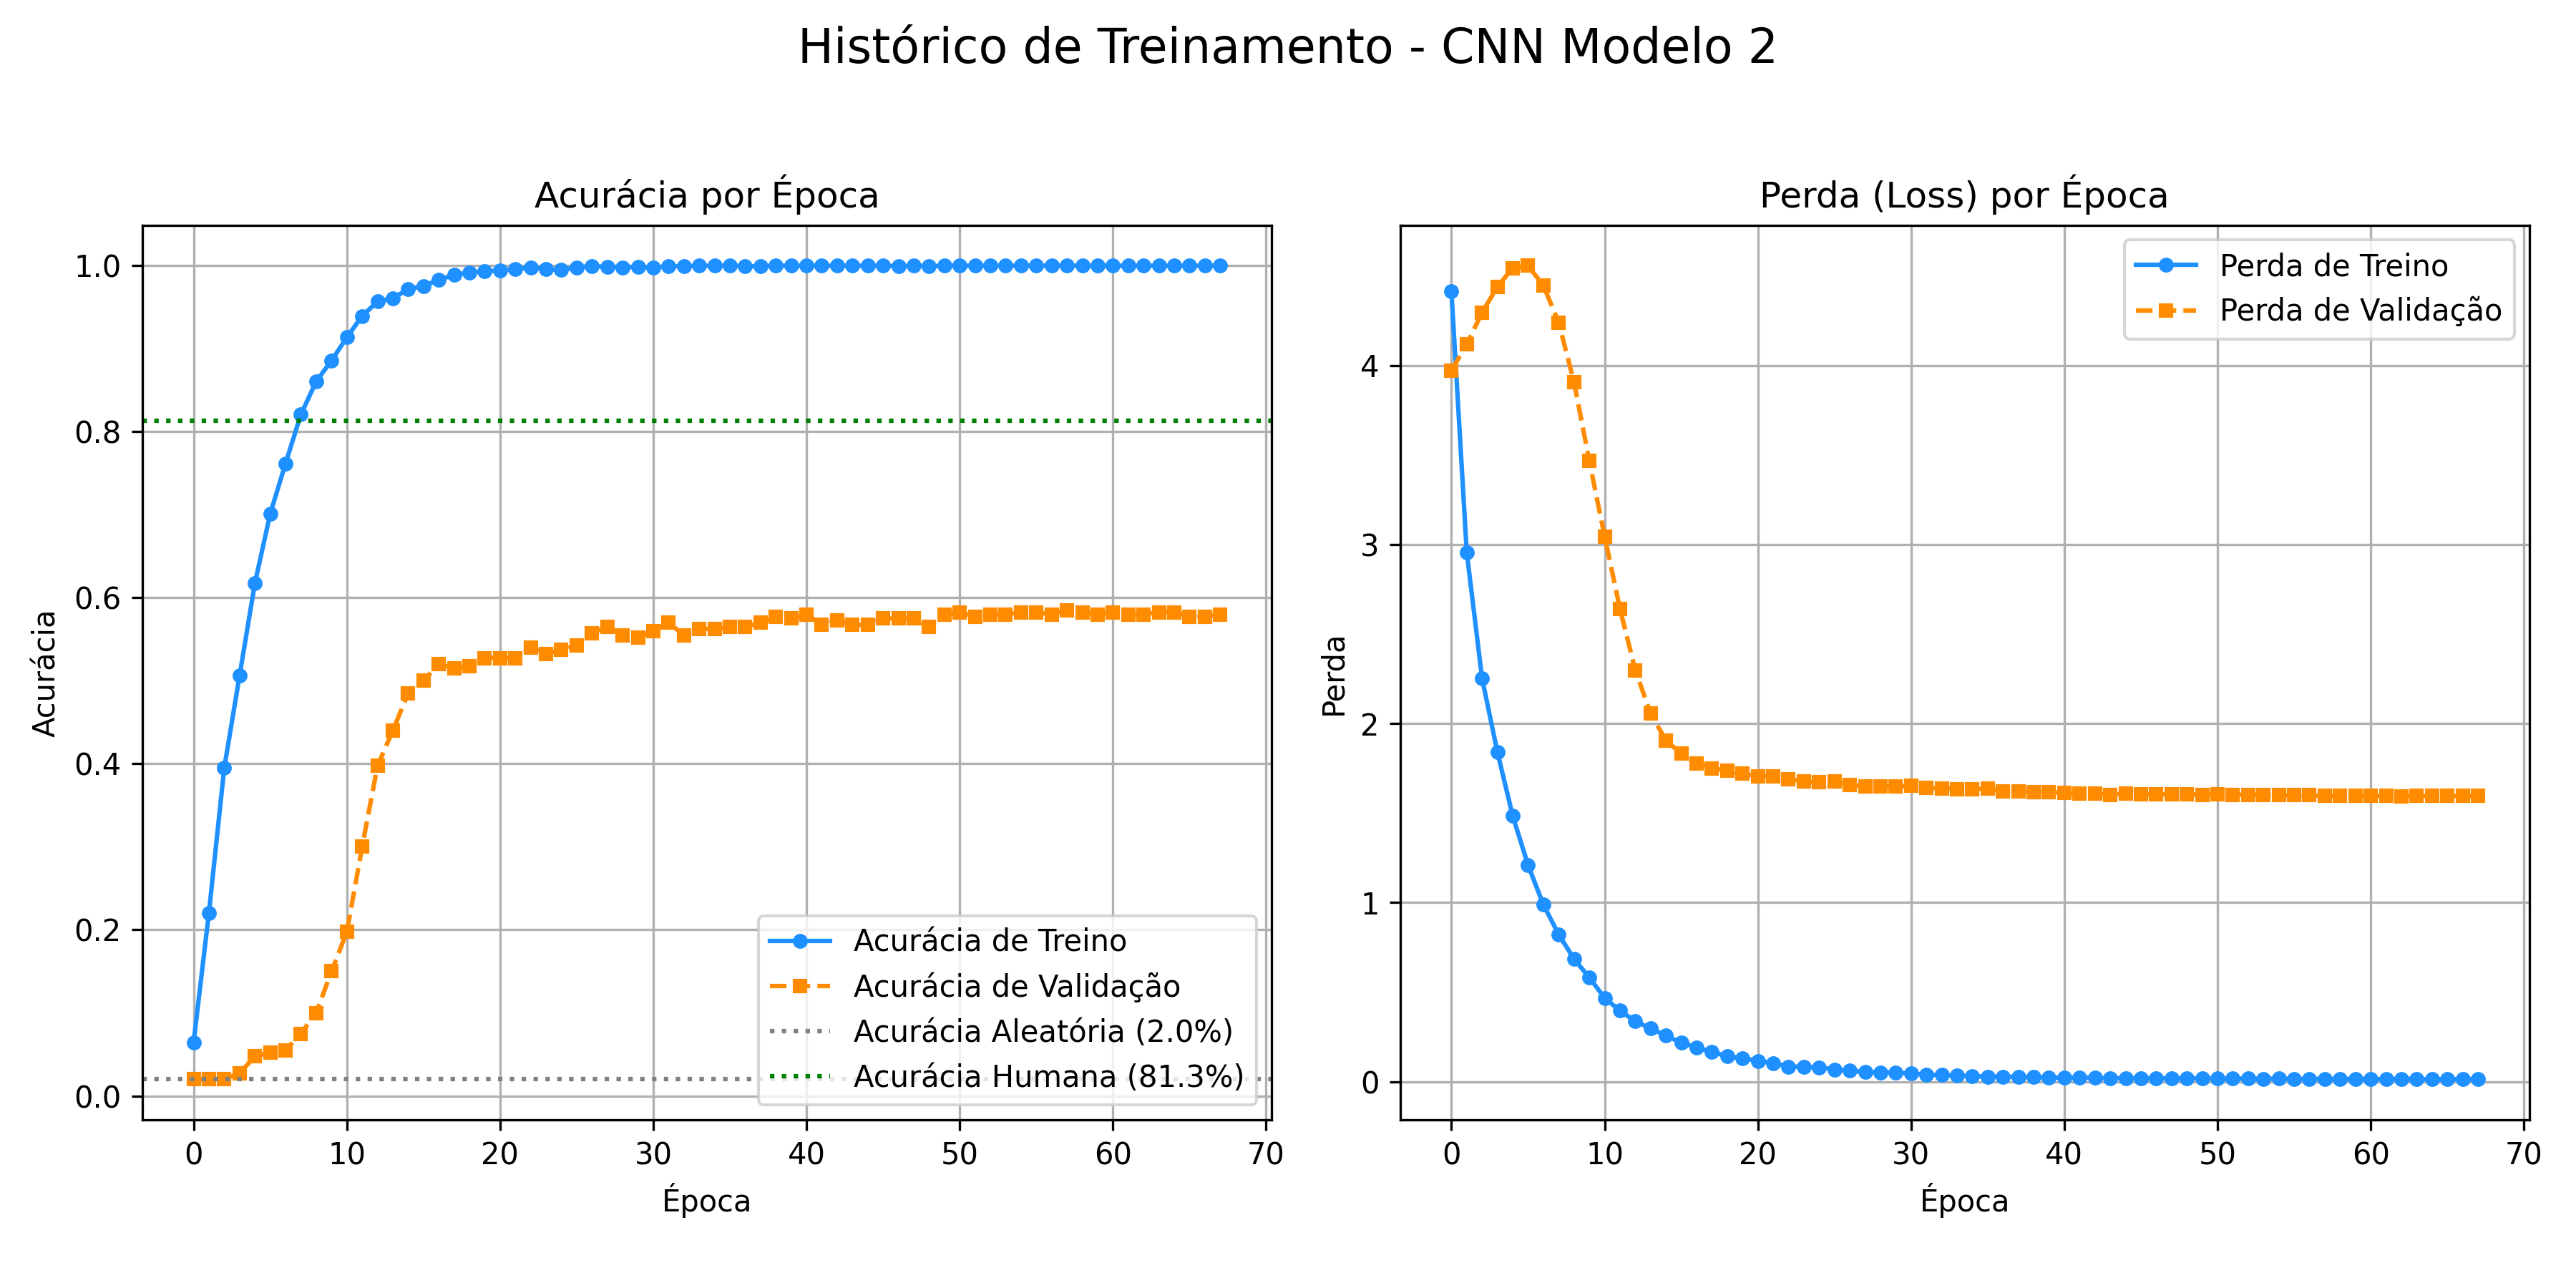 Histórico de Treinamento - CNN Modelo 2
Acurácia por Época
Acurácia
1.0
0.8
0.6
0.4
0.2
0.0
Acurácia de Treino
Acurácia de Validação
Acurácia Aleatória (2.0%)
Acurácia Humana (81.3%)
0 10 20 30 40 50 60 70
Época
Perda (Loss) por Época
Perda
4
3
2
1
0
Perda de Treino
Perda de Validação
0 10 20 30 40 50 60 70
Época